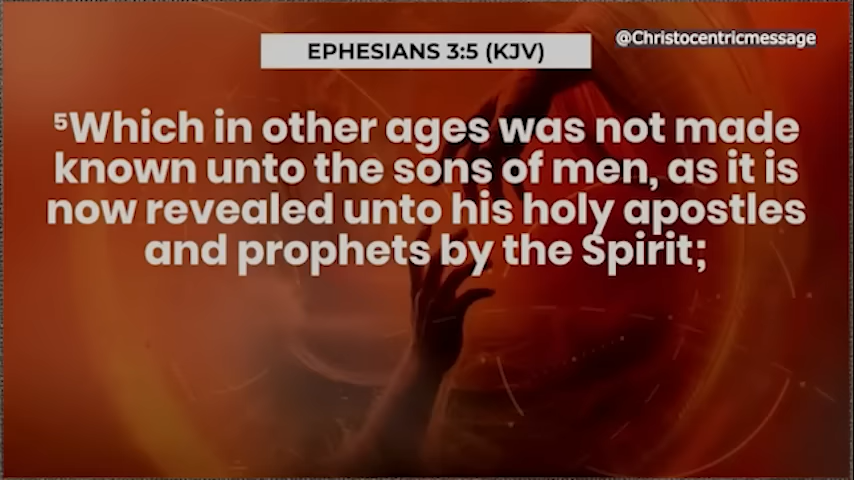 EPHESIANS 3:5 (KJV)
@Christocentricmessage
⁵Which in other ages was not made
known unto the sons of men, as it is
now revealed unto his holy apostles
and prophets by the Spirit;